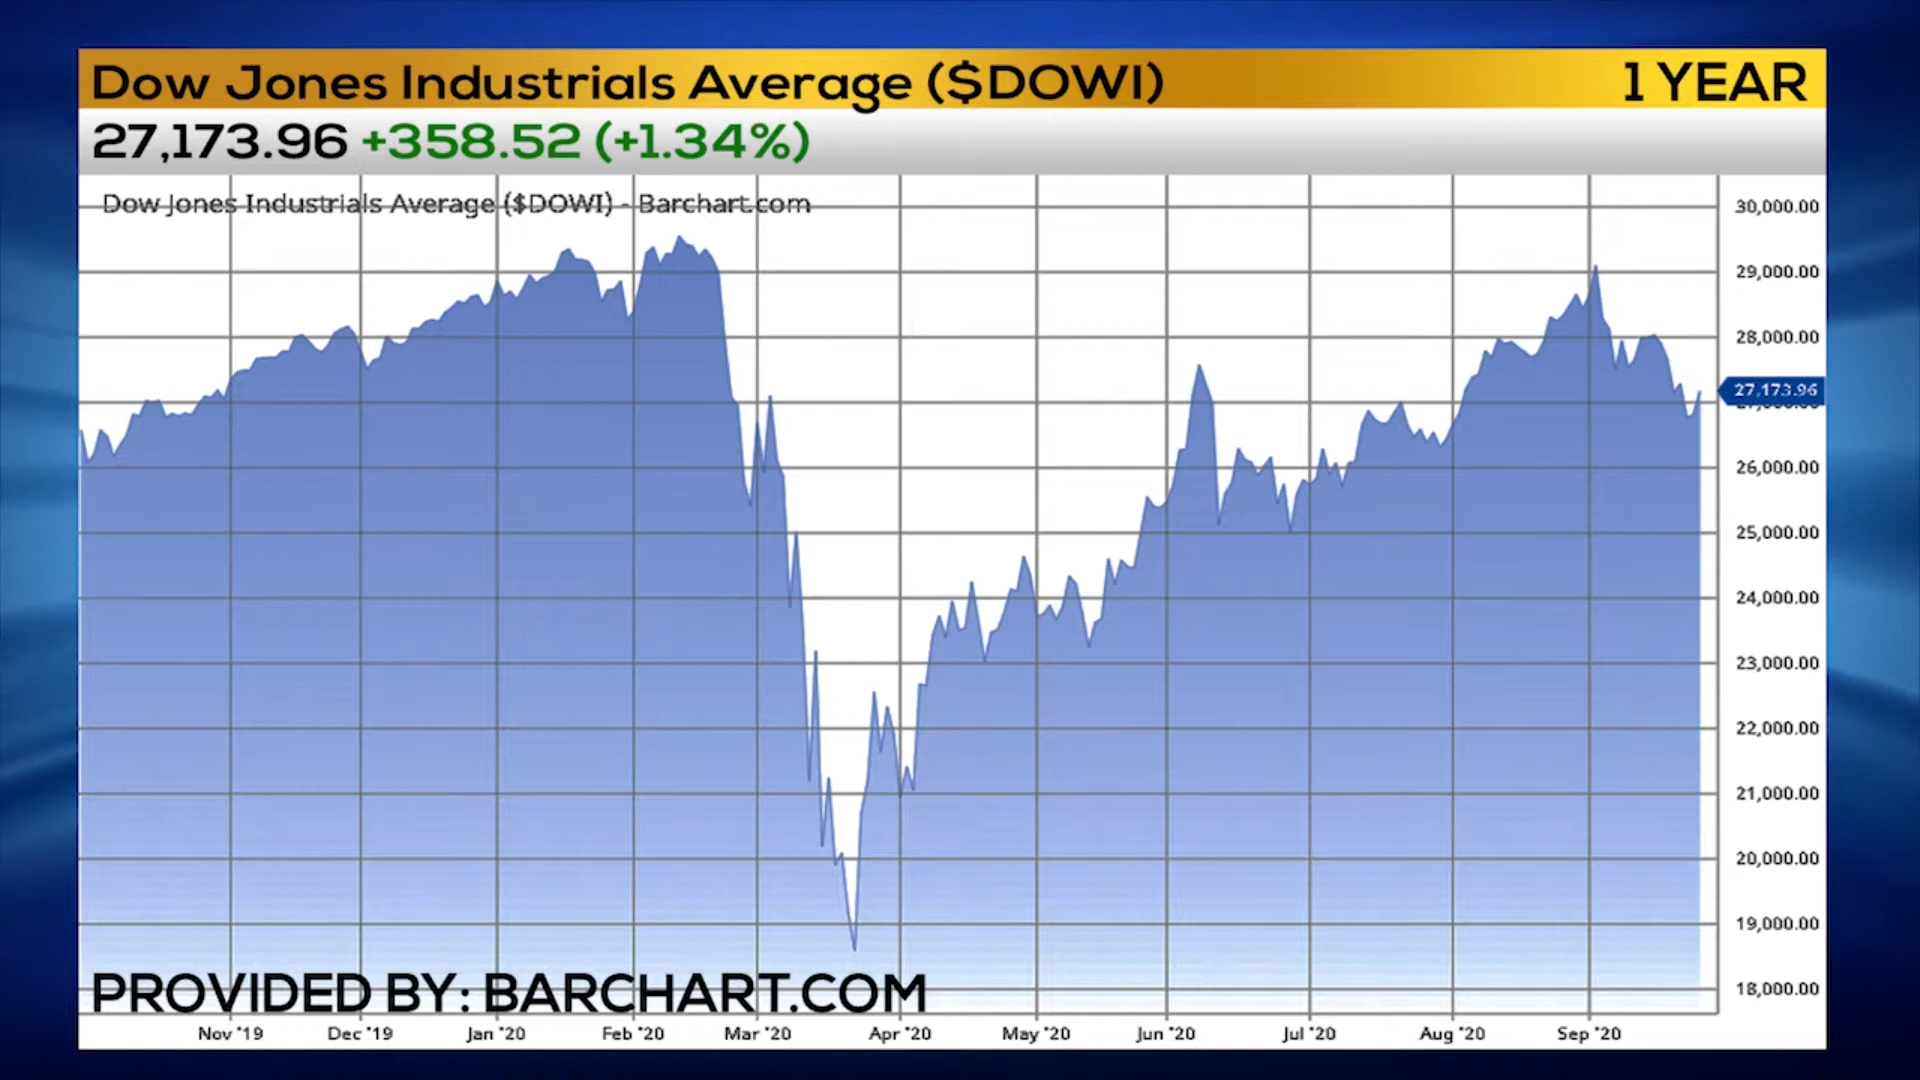 Dow Jones Industrials Average ($DOWI) 1 YEAR
27,173.96 +358.52 (+1.34%)
Dow Jones Industrials Average ($DOWI) - Barchart.com
30,000.00
29,000.00
28,000.00
27,173.96
27,000.00
26,000.00
25,000.00
24,000.00
23,000.00
22,000.00
21,000.00
20,000.00
19,000.00
18,000.00
PROVIDED BY: BARCHART.COM
Nov '19 Dec '19 Jan '20 Feb '20 Mar '20 Apr '20 May '20 Jun '20 Jul '20 Aug '20 Sep '20